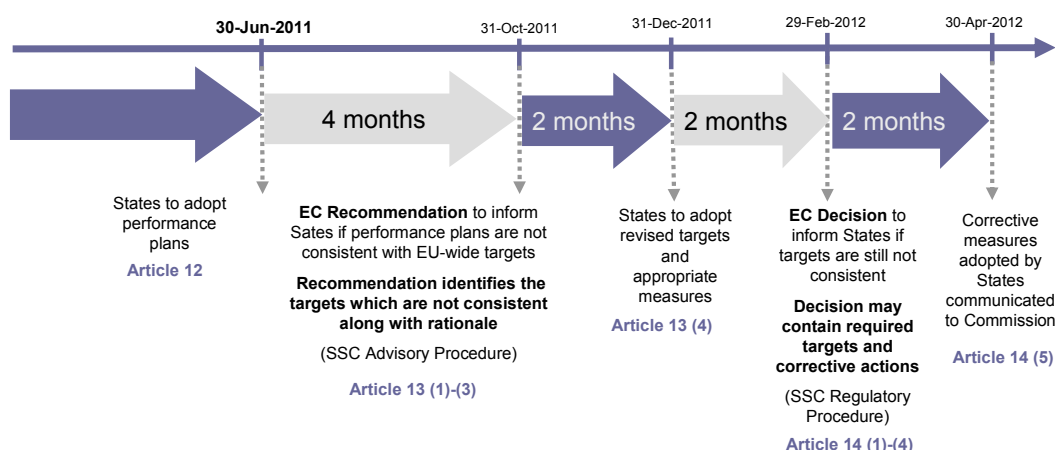 30-Jun-2011
31-Oct-2011
31-Dec-2011
29-Feb-2012
30-Apr-2012
4 months
2 months
2 months
2 months
States to adopt
performance
plans
Article 12
EC Recommendation to inform
Sates if performance plans are not
consistent with EU-wide targets
Recommendation identifies the
targets which are not consistent
along with rationale
(SSC Advisory Procedure)
Article 13 (1)-(3)
States to adopt
revised targets
and
appropriate
measures
Article 13 (4)
EC Decision to
inform States if
targets are still not
consistent
Decision may
contain required
targets and
corrective actions
(SSC Regulatory
Procedure)
Article 14 (1)-(4)
Corrective
measures
adopted by
States
communicated
to Commission
Article 14 (5)